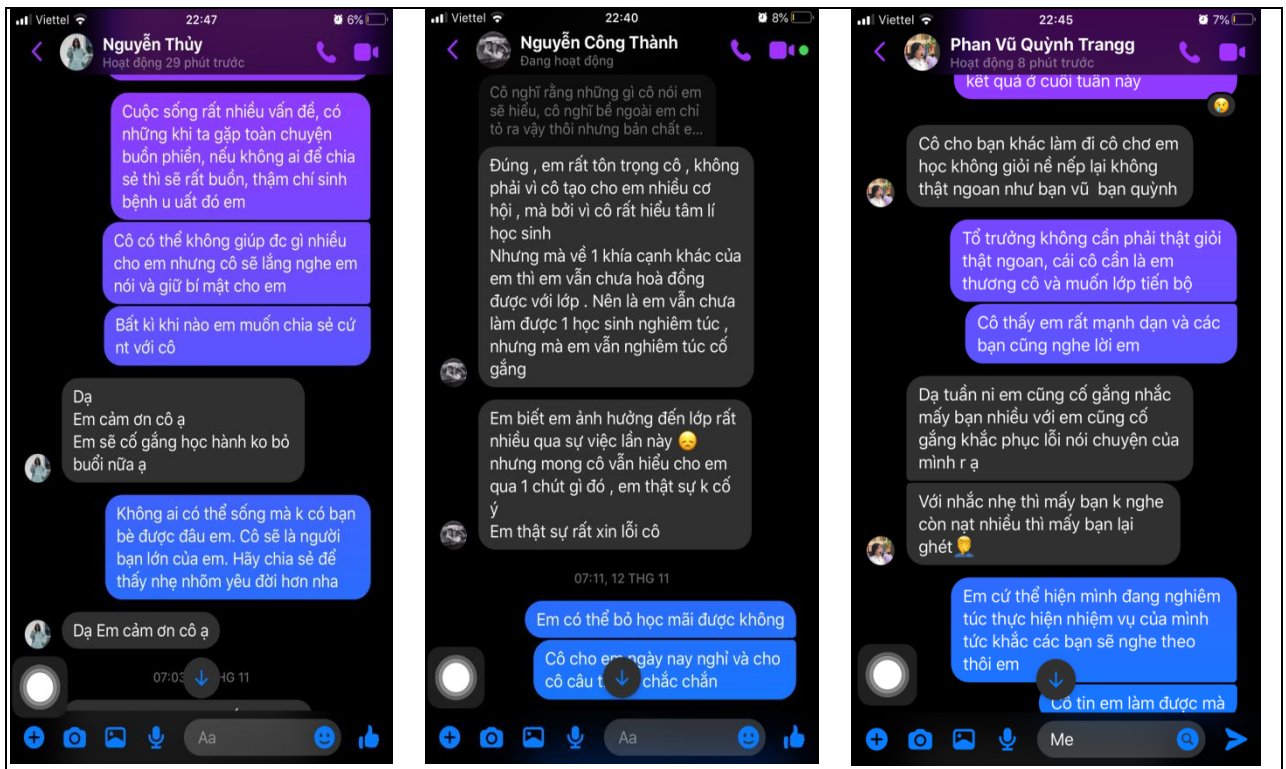 Viettel 22:47 6%
Nguyễn Thủy
Hoạt động 29 phút trước
Cuộc sống rất nhiều vấn đề, có
những khi ta gặp toàn chuyện
buồn phiền, nếu không ai để chia
sẻ thì sẽ rất buồn, thậm chí sinh
bệnh u uất đó em
Cô có thể không giúp đc gì nhiều
cho em nhưng cô sẽ lắng nghe em
nói và giữ bí mật cho em
Bất kì khi nào em muốn chia sẻ cứ
nt với cô
Dạ
Em cảm ơn cô ạ
Em sẽ cố gắng học hành ko bỏ
buổi nữa ạ
Không ai có thể sống mà k có bạn
bè được đâu em. Cô sẽ là người
bạn lớn của em. Hãy chia sẻ để
thấy nhẹ nhõm yêu đời hơn nha
Dạ Em cảm ơn cô ạ
07:03 HG 11
Aa
Viettel 22:40 8%
Nguyễn Công Thành
Đang hoạt động
Cô nghĩ rằng những gì cô nói em
sẽ hiểu, cô nghĩ bề ngoài em chỉ
tỏ ra vậy thôi nhưng bản chất e...
Đúng , em rất tôn trọng cô , không
phải vì cô tạo cho em nhiều cơ
hội , mà bởi vì cô rất hiểu tâm lí
học sinh
Nhưng mà về 1 khía cạnh khác của
em thì em vẫn chưa hoà đồng
được với lớp . Nên là em vẫn chưa
làm được 1 học sinh nghiêm túc ,
nhưng mà em vẫn nghiêm túc cố
gắng
Em biết em ảnh hưởng đến lớp rất
nhiều qua sự việc lần này 😞
nhưng mong cô vẫn hiểu cho em
qua 1 chút gì đó , em thật sự k cố
ý
Em thật sự rất xin lỗi cô
07:11, 12 THG 11
Em có thể bỏ học mãi được không
Cô cho em ngày nay nghỉ và cho
cô câu t chắc chắn
Aa
Viettel 22:45 7%
Phan Vũ Quỳnh Trangg
Hoạt động 8 phút trước
kết quả ở cuối tuần này
😢
Cô cho bạn khác làm đi cô chơ em
học không giỏi nề nếp lại không
thật ngoan như bạn vũ bạn quỳnh
Tổ trưởng không cần phải thật giỏi
thật ngoan, cái cô cần là em
thương cô và muốn lớp tiến bộ
Cô thấy em rất mạnh dạn và các
bạn cũng nghe lời em
Dạ tuần ni em cũng cố gắng nhắc
mấy bạn nhiều với em cũng cố
gắng khắc phục lỗi nói chuyện của
mình r ạ
Với nhắc nhẹ thì mấy bạn k nghe
còn nạt nhiều thì mấy bạn lại
ghét 🤦‍♂️
Em cứ thể hiện mình đang nghiêm
túc thực hiện nhiệm vụ của mình
tức khắc các bạn sẽ nghe theo
thôi em
Cô tin em làm được mà
Me